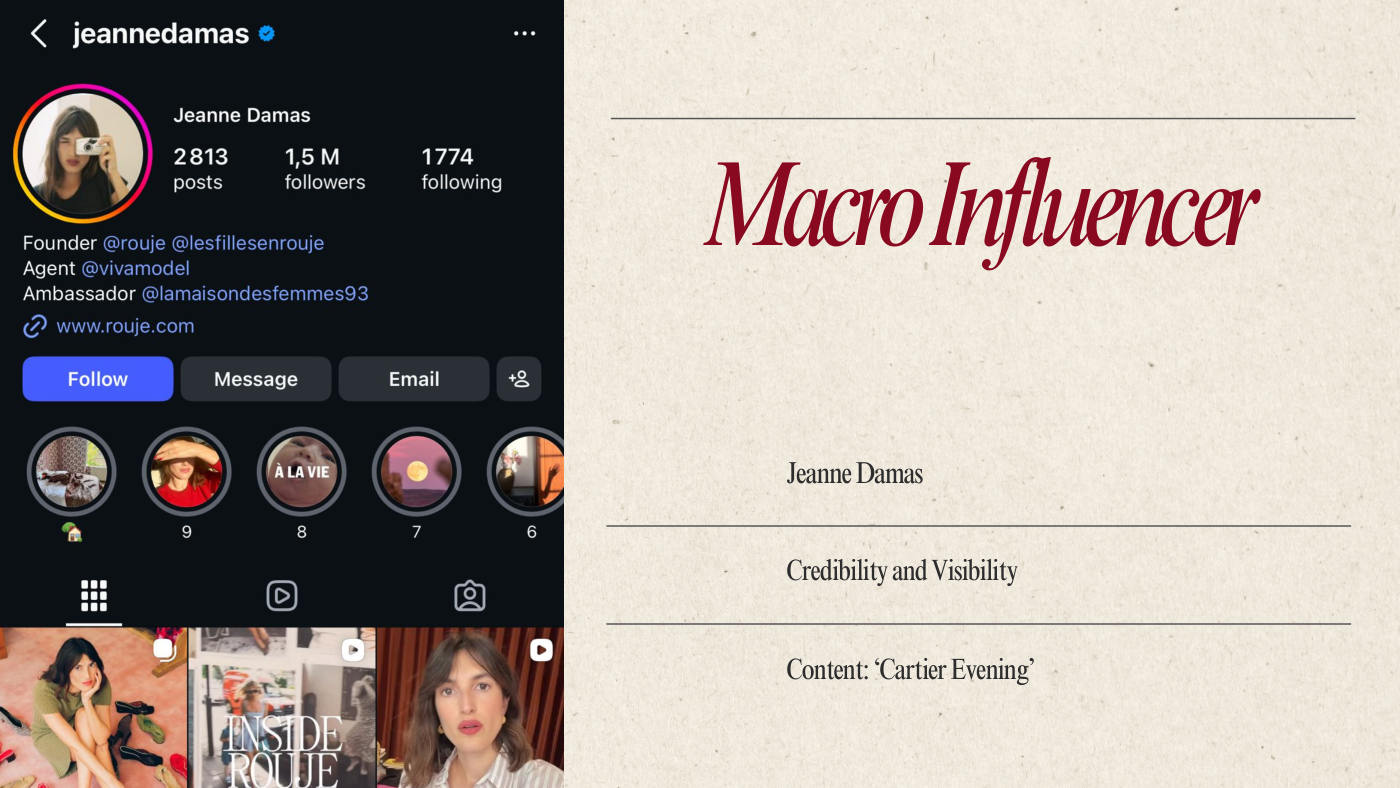 jeannedamas
Jeanne Damas
2 813 1,5 M 1 774
posts followers following
Founder @rouje @lesfillesenrouje
Agent @vivamodel
Ambassador @lamaisondesfemmes93
www.rouje.com
Follow Message Email
À LA VIE
9 8 7 6
INSIDE
ROUJE
Macro Influencer
Jeanne Damas
Credibility and Visibility
Content: ‘Cartier Evening’